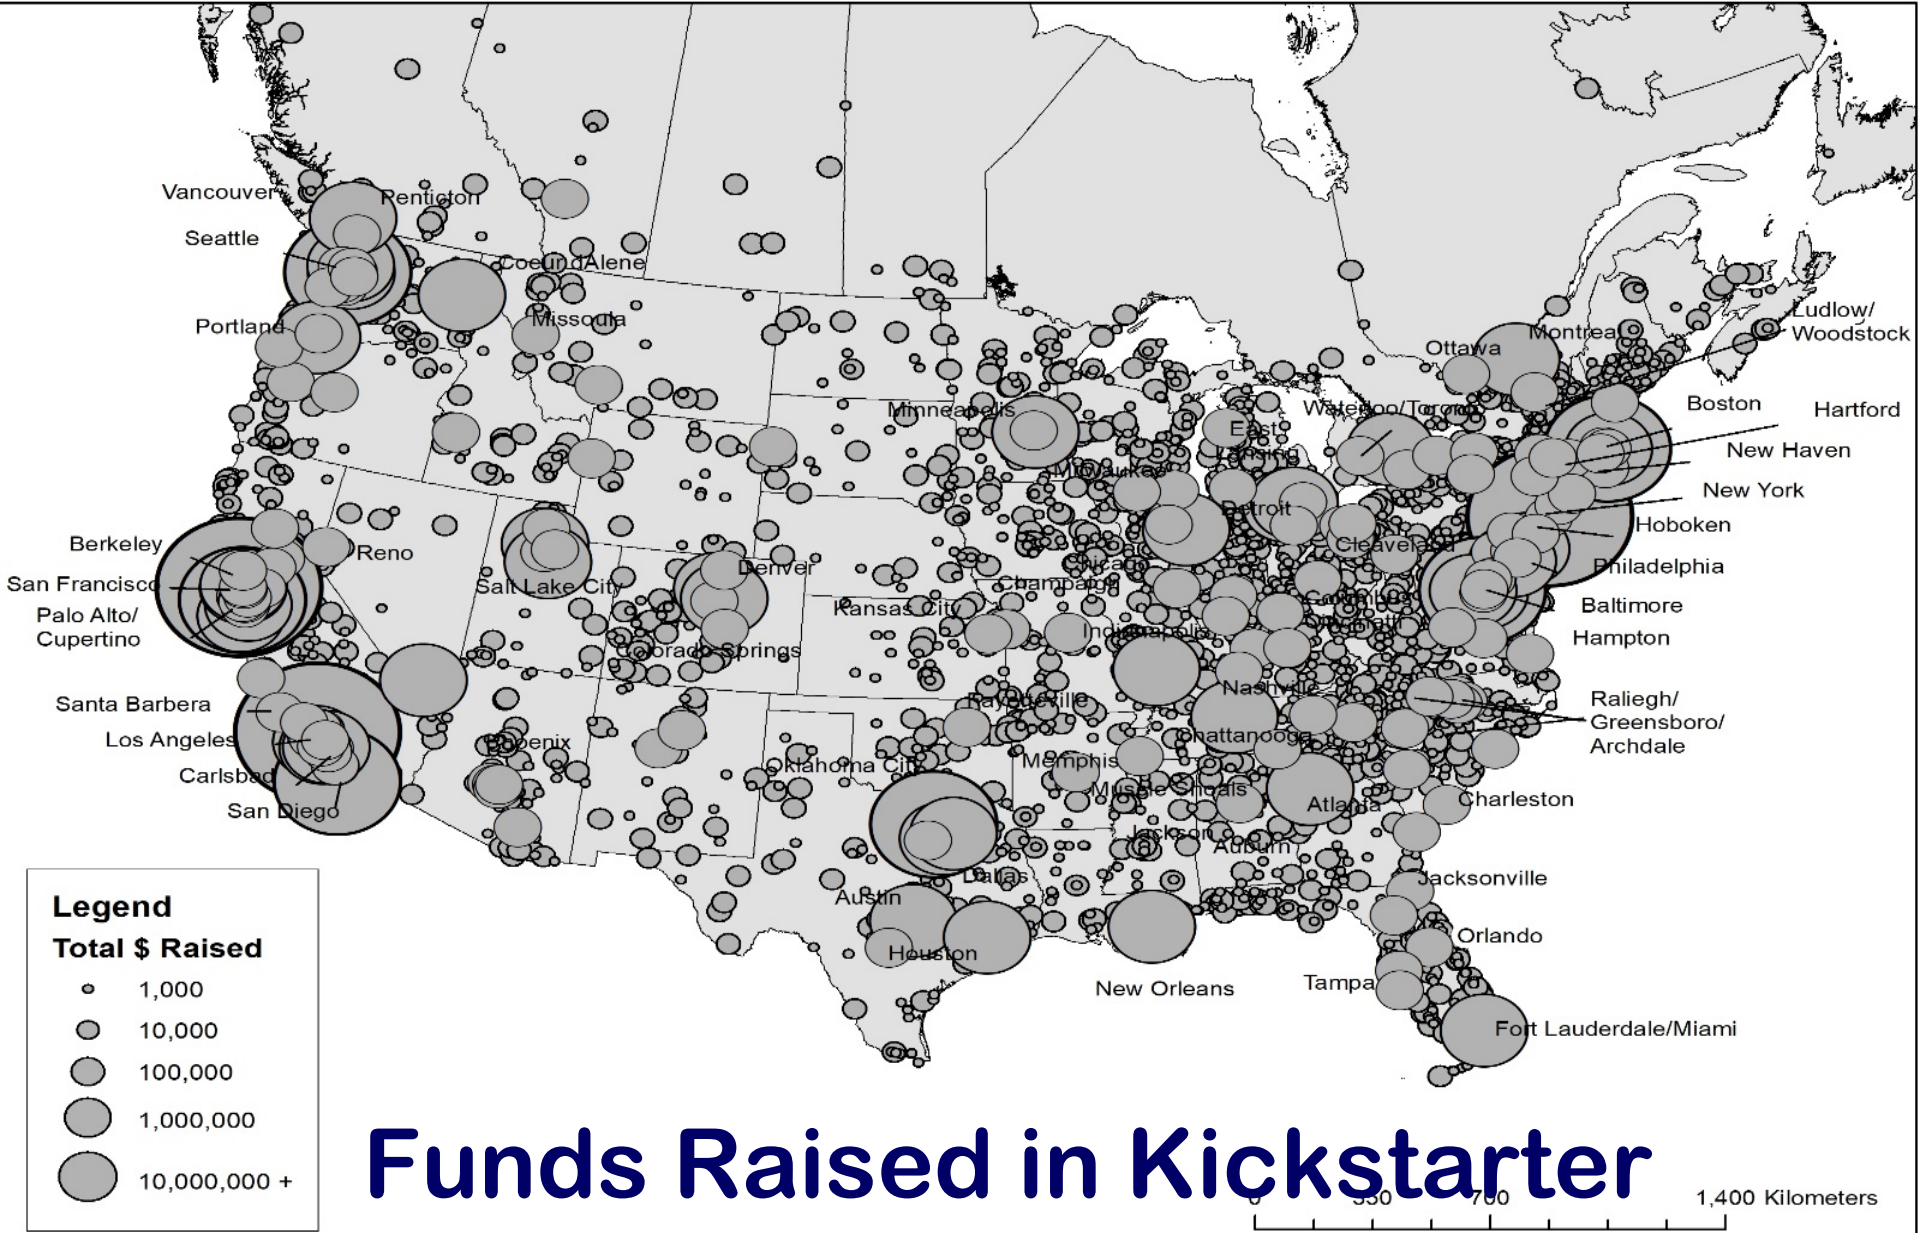 Vancouver
Penticton
Seattle
CoeurdAlene
Portland
Missoula
Ludlow/
Woodstock
Montreal
Ottawa
Minneapolis
Waterloo/Toronto
Boston
Hartford
East
Lansing
New Haven
Milwaukee
New York
Detroit
Hoboken
Berkeley
Reno
Cleaveland
San Francisco
Salt Lake City
Denver
Chicago
Champaign
Philadelphia
Palo Alto/
Cupertino
Kansas City
Columbus
Baltimore
Cincinnati
Indianapolis
Hampton
Colorado Springs
Santa Barbera
Fayetteville
Nashville
Raliegh/
Greensboro/
Archdale
Los Angeles
Phoenix
Chattanooga
Carlsbad
Oklahoma City
Memphis
Muscle Shoals
San Diego
Atlanta
Charleston
Jackson
Auburn
Dallas
Jacksonville
Austin
Houston
Orlando
New Orleans
Tampa
Fort Lauderdale/Miami
Legend
Total $ Raised
1,000
10,000
100,000
1,000,000
10,000,000 +
Funds Raised in Kickstarter
0 350 700 1,400 Kilometers